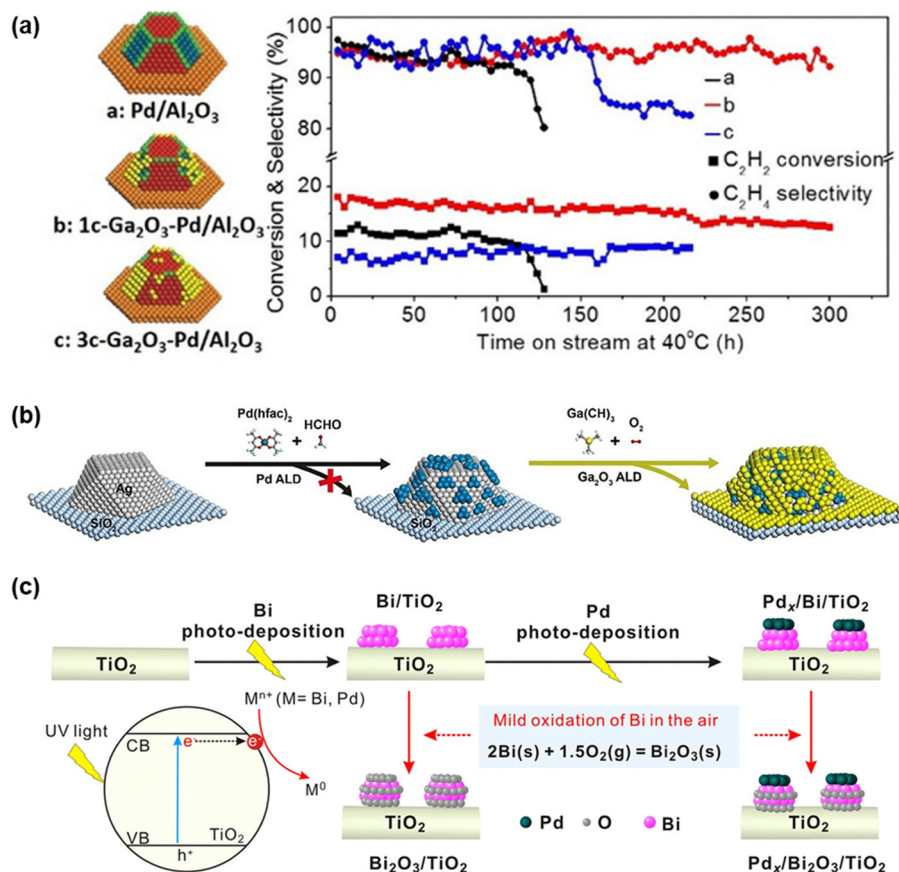 (a)
a: Pd/Al₂O₃
b: 1c-Ga₂O₃-Pd/Al₂O₃
c: 3c-Ga₂O₃-Pd/Al₂O₃
Conversion & Selectivity (%)
100
90
80
20
10
0
a
b
c
C₂H₂ conversion
C₂H₄ selectivity
0 50 100 150 200 250 300
Time on stream at 40°C (h)
(b)
Ag
SiO₂
Pd(hfac)₂
HCHO
+
Pd ALD
SiO₂
Ga(CH)₃
O₂
+
Ga₂O₃ ALD
(c)
TiO₂
Bi
photo-deposition
Bi/TiO₂
TiO₂
Pd
photo-deposition
Pdₓ/Bi/TiO₂
TiO₂
UV light
CB
e⁻
e⁻
VB
h⁺
TiO₂
Mⁿ⁺ (M= Bi, Pd)
M⁰
Mild oxidation of Bi in the air
2Bi(s) + 1.5O₂(g) = Bi₂O₃(s)
TiO₂
Bi₂O₃/TiO₂
Pd O Bi
TiO₂
Pdₓ/Bi₂O₃/TiO₂